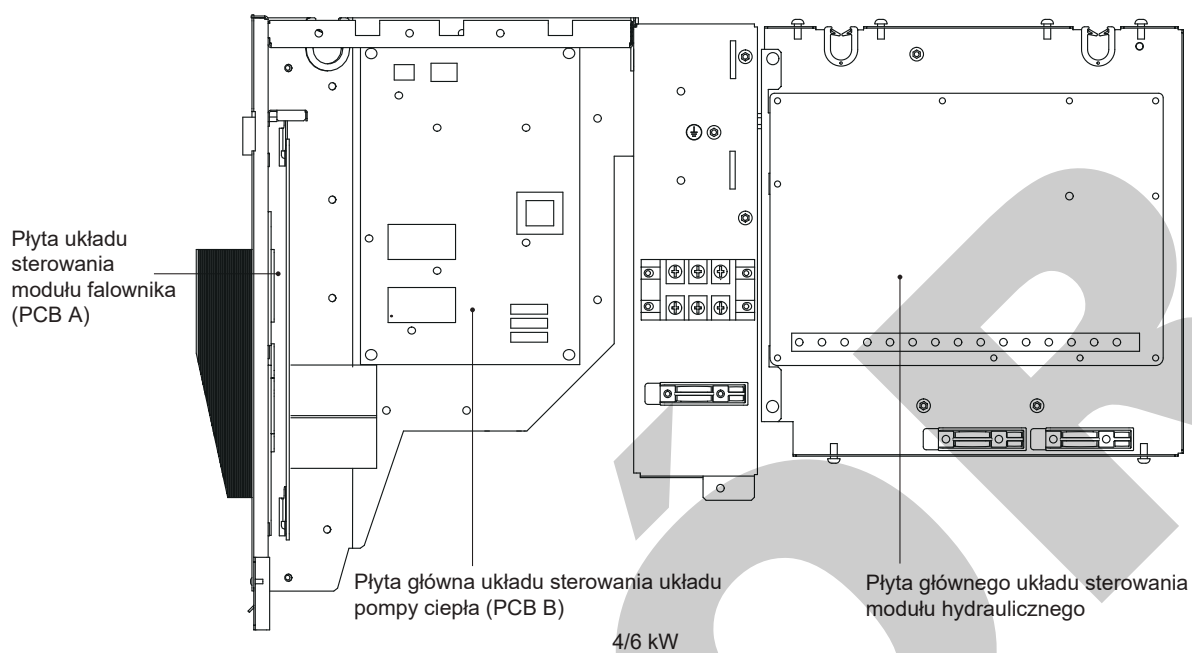 Płyta układu
sterowania
modułu falownika
(PCB A)
Płyta główna układu sterowania układu
pompy ciepła (PCB B)
Płyta głównego układu sterowania
modułu hydraulicznego
4/6 kW
ÓR